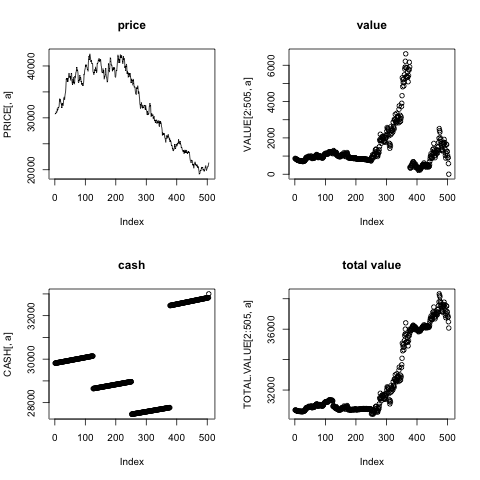 price
PRICE[, a]
20000 30000 40000
0 100 200 300 400 500
Index
value
VALUE[2:505, a]
0 2000 4000 6000
0 100 200 300 400 500
Index
cash
CASH[, a]
28000 30000 32000
0 100 200 300 400 500
Index
total value
TOTAL.VALUE[2:505, a]
32000 36000
0 100 200 300 400 500
Index